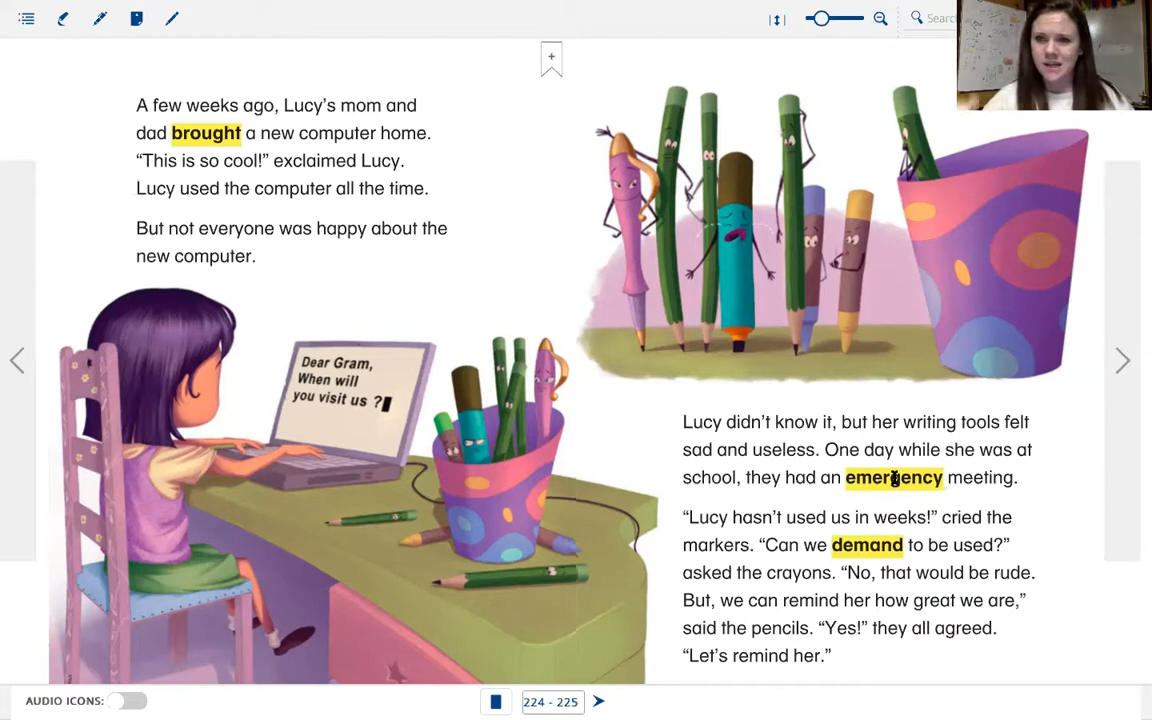 Search
+
A few weeks ago, Lucy's mom and
dad brought a new computer home.
“This is so cool!” exclaimed Lucy.
Lucy used the computer all the time.
But not everyone was happy about the
new computer.
Dear Gram,
When will
you visit us ?
Lucy didn't know it, but her writing tools felt
sad and useless. One day while she was at
school, they had an emergency meeting.
“Lucy hasn't used us in weeks!” cried the
markers. “Can we demand to be used?”
asked the crayons. “No, that would be rude.
But, we can remind her how great we are,”
said the pencils. “Yes!” they all agreed.
“Let's remind her.”
AUDIO ICONS:
224 - 225